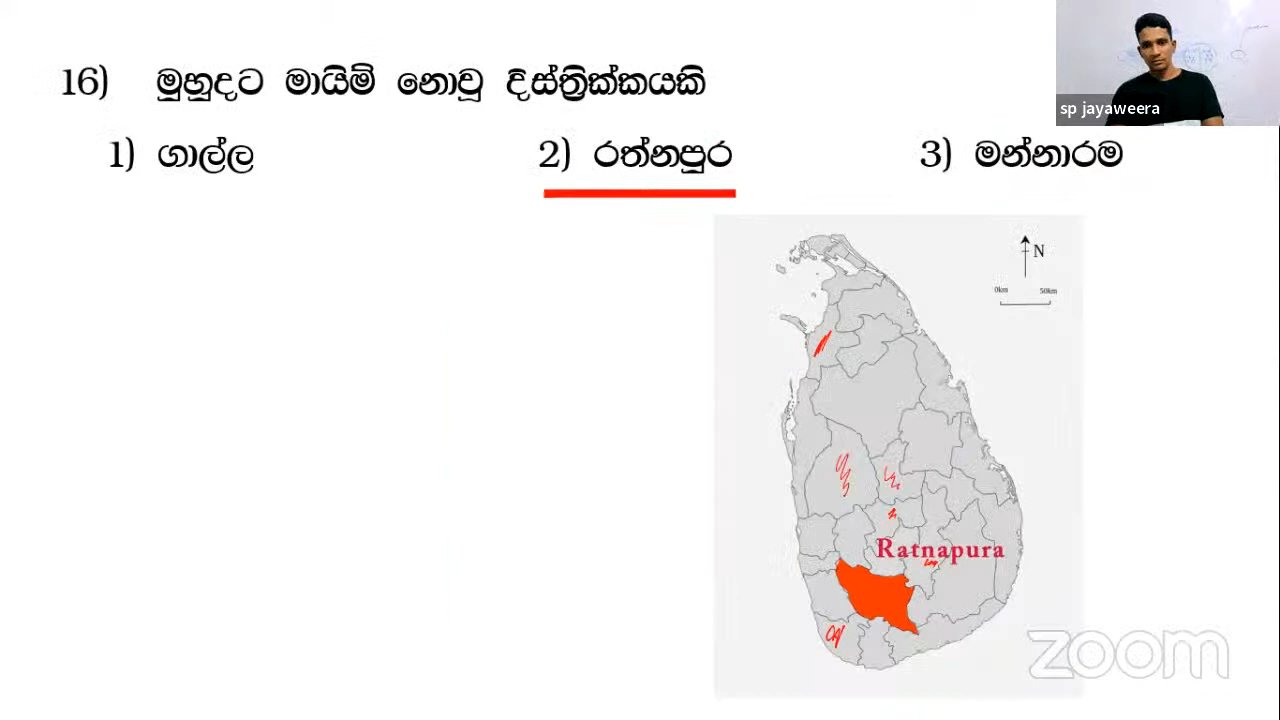 sp jayaweera
16) මුහුදට මායිම් නොවූ දිස්ත්‍රික්කයකි
1) ගාල්ල 2) රත්නපුර 3) මන්නාරම
N
0km 50km
Ratnapura
zoom